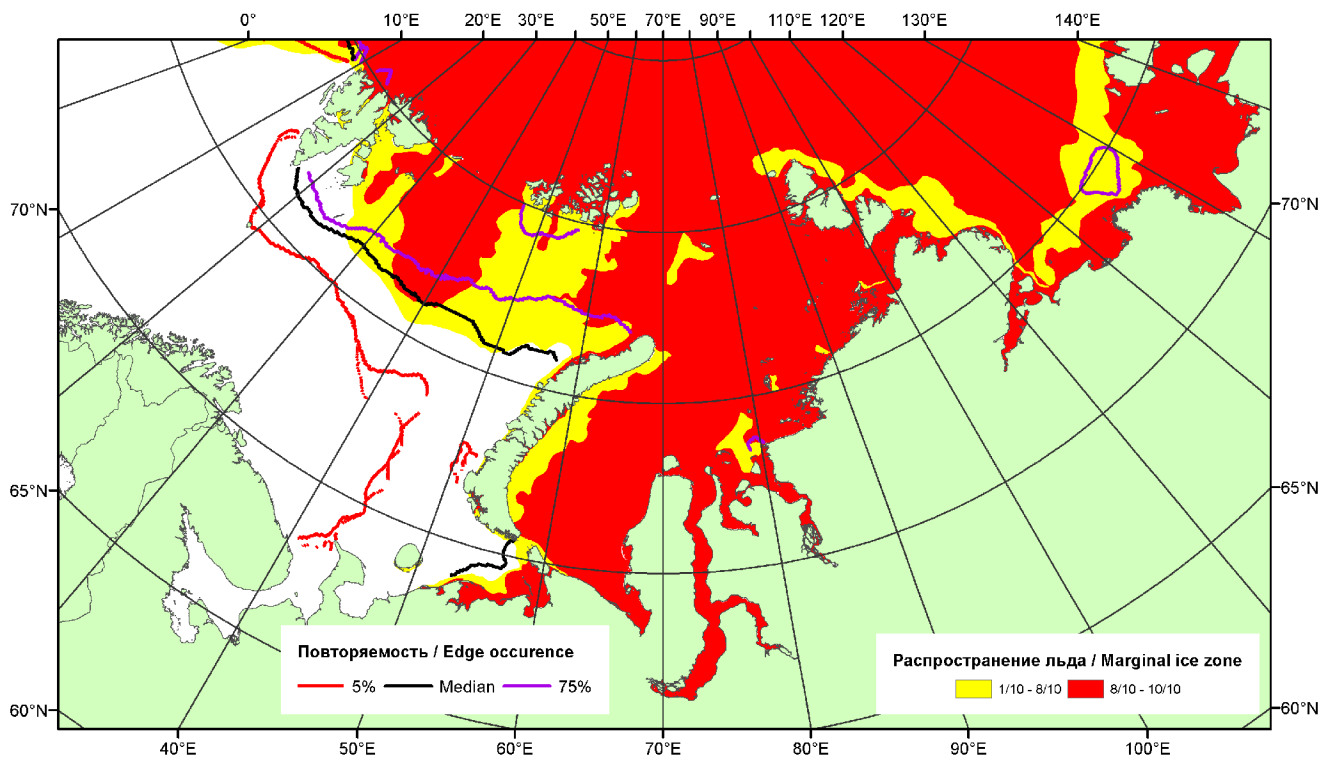 0° 10°E 20°E 30°E 50°E 70°E 90°E 110°E 120°E 130°E 140°E
70°N 70°N
65°N 65°N
60°N 60°N
Повторяемость / Edge occurence
5% Median 75%
Распространение льда / Marginal ice zone
1/10 - 8/10 8/10 - 10/10
40°E 50°E 60°E 70°E 80°E 90°E 100°E